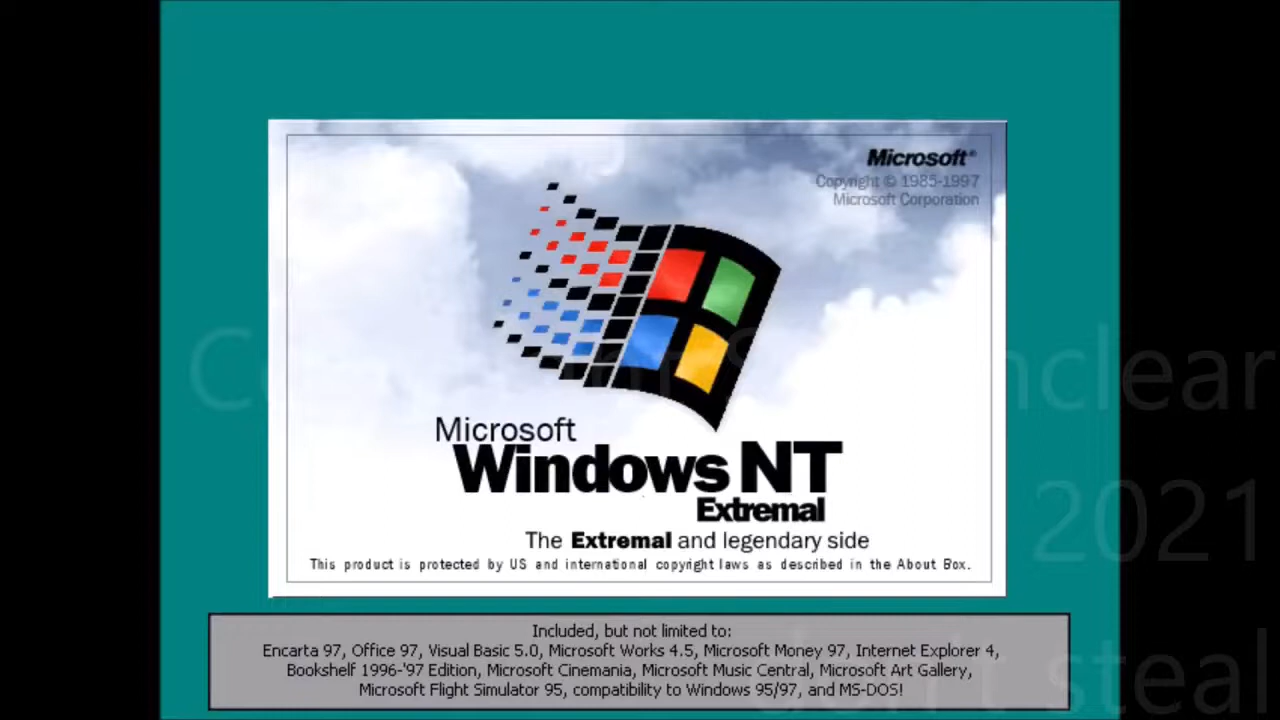 Microsoft®
Copyright © 1985-1997
Microsoft Corporation
Microsoft
Windows NT
Extremal
The Extremal and legendary side
This product is protected by US and international copyright laws as described in the About Box.
2021
steal
Included, but not limited to:
Encarta 97, Office 97, Visual Basic 5.0, Microsoft Works 4.5, Microsoft Money 97, Internet Explorer 4,
Bookshelf 1996-'97 Edition, Microsoft Cinemania, Microsoft Music Central, Microsoft Art Gallery,
Microsoft Flight Simulator 95, compatibility to Windows 95/97, and MS-DOS!